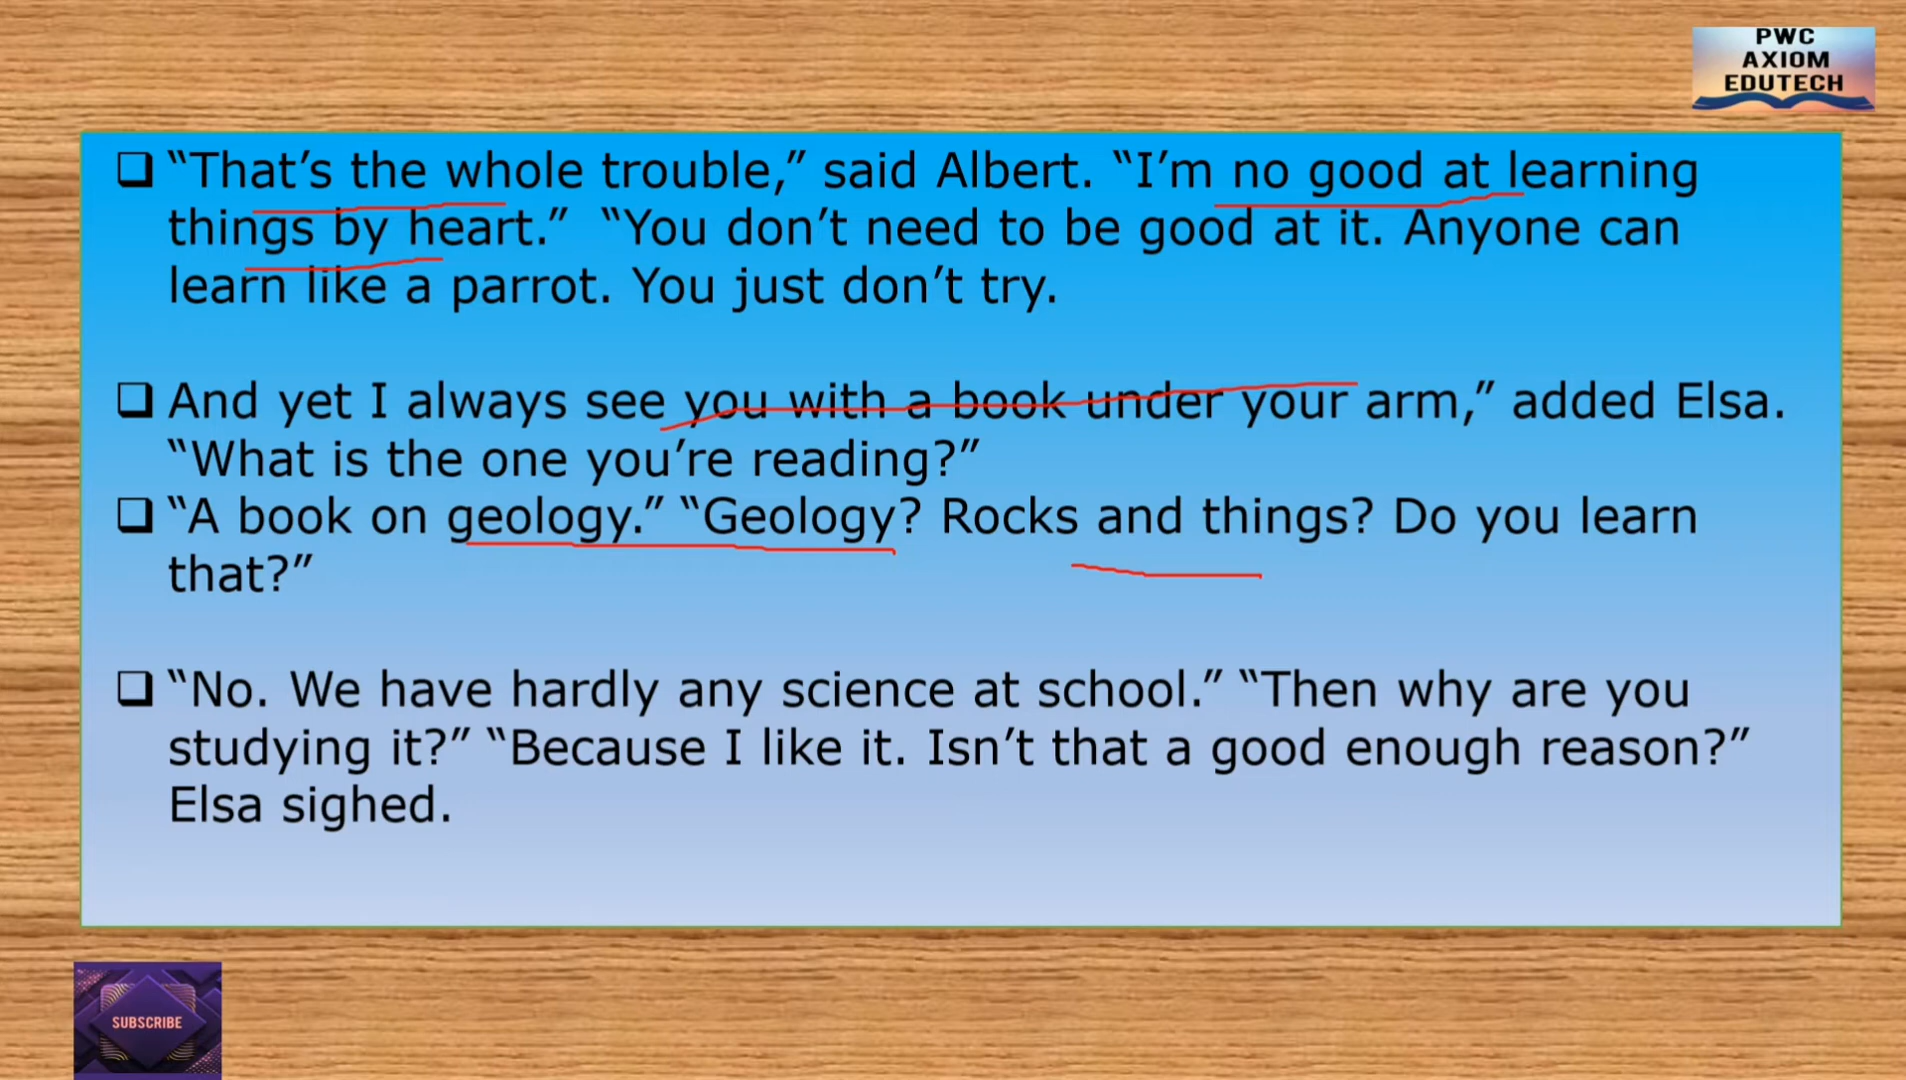 PWC
AXIOM
EDUTECH
❑ “That’s the whole trouble,” said Albert. “I’m no good at learning
things by heart.”  “You don’t need to be good at it. Anyone can
learn like a parrot. You just don’t try.
❑ And yet I always see you with a book under your arm,” added Elsa.
“What is the one you’re reading?”
❑ “A book on geology.” “Geology? Rocks and things? Do you learn
that?”
❑ “No. We have hardly any science at school.” “Then why are you
studying it?” “Because I like it. Isn’t that a good enough reason?”
Elsa sighed.
SUBSCRIBE